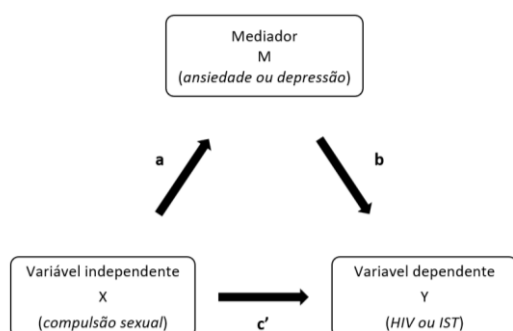 Mediador
M
(ansiedade ou depressão)
a
b
Variável independente
X
(compulsão sexual)
c’
Variavel dependente
Y
(HIV ou IST)